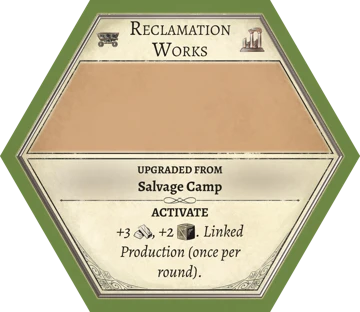 RECLAMATION
WORKS
UPGRADED FROM
Salvage Camp
ACTIVATE
+3 , +2 . Linked
Production (once per
round).